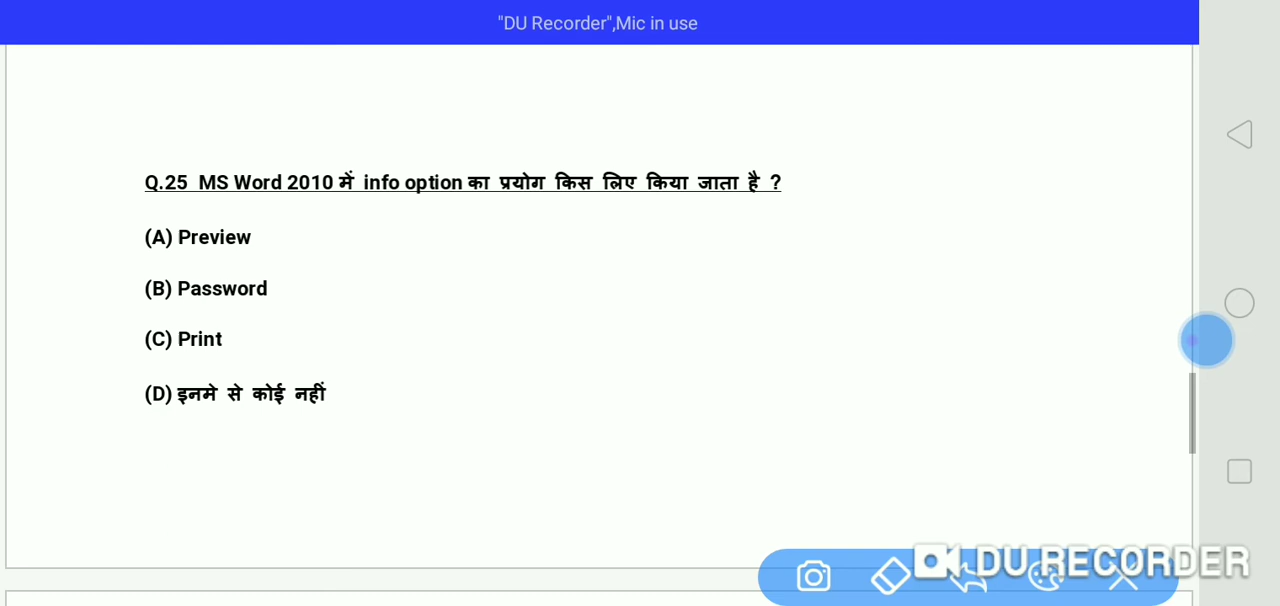 "DU Recorder",Mic in use
Q.25 MS Word 2010 में info option का प्रयोग किस लिए किया जाता है ?
(A) Preview
(B) Password
(C) Print
(D) इनमे से कोई नहीं
DU RECORDER